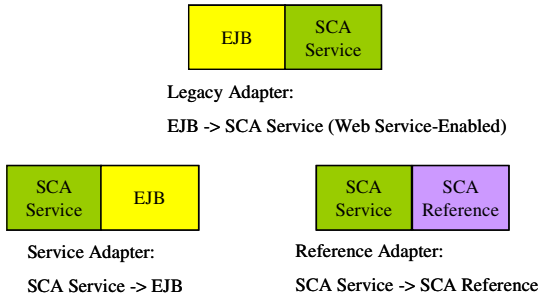 EJB
SCA
Service
Legacy Adapter:
EJB -> SCA Service (Web Service-Enabled)
SCA
Service
EJB
Service Adapter:
SCA Service -> EJB
SCA
Service
SCA
Reference
Reference Adapter:
SCA Service -> SCA Reference